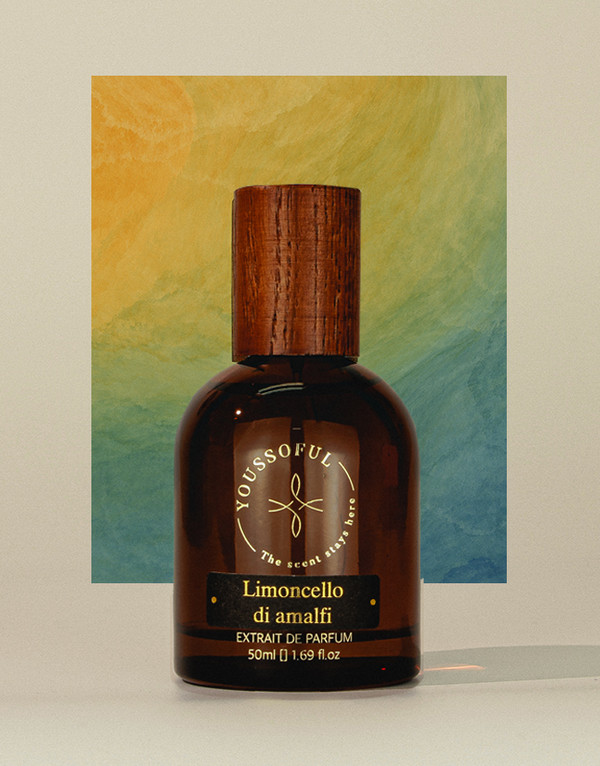 YOUSSOFUL
The scent stays here
Limoncello
di amalfi
EXTRAIT DE PARFUM
50ml [] 1.69 fl.oz